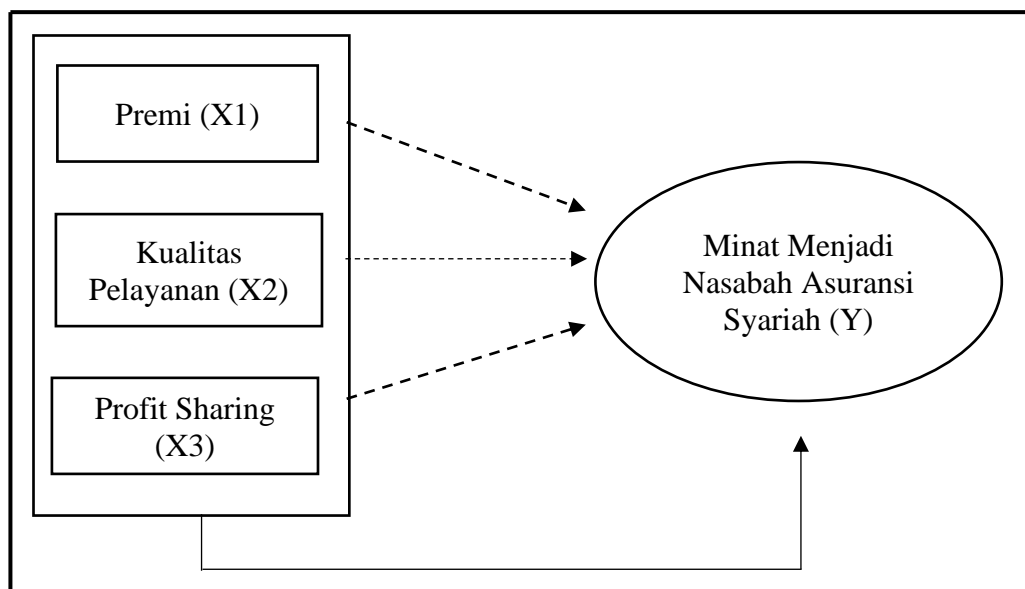 Premi (X1)
Kualitas
Pelayanan (X2)
Profit Sharing
(X3)
Minat Menjadi
Nasabah Asuransi
Syariah (Y)